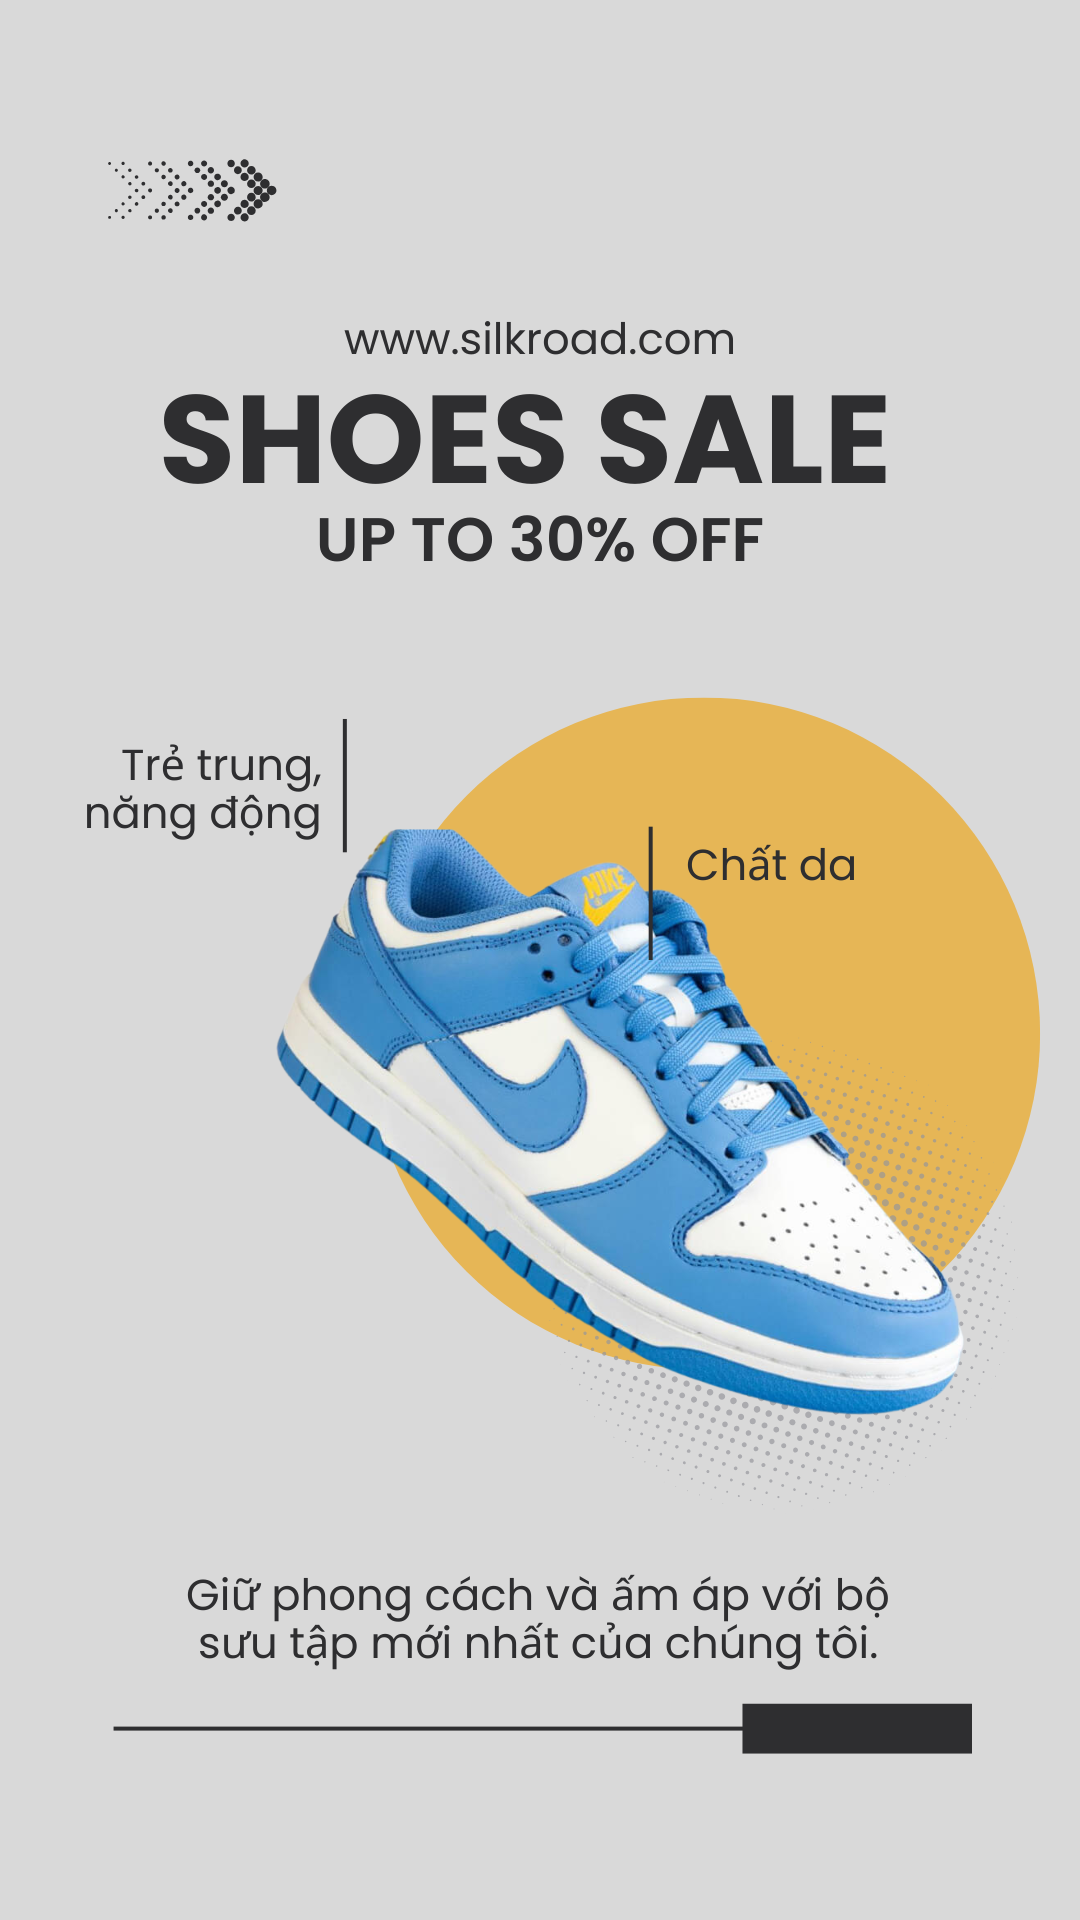 www.silkroad.com
SHOES SALE
UP TO 30% OFF
Trẻ trung,
năng động
Chất da
NIKE
Giữ phong cách và ấm áp với bộ
sưu tập mới nhất của chúng tôi.